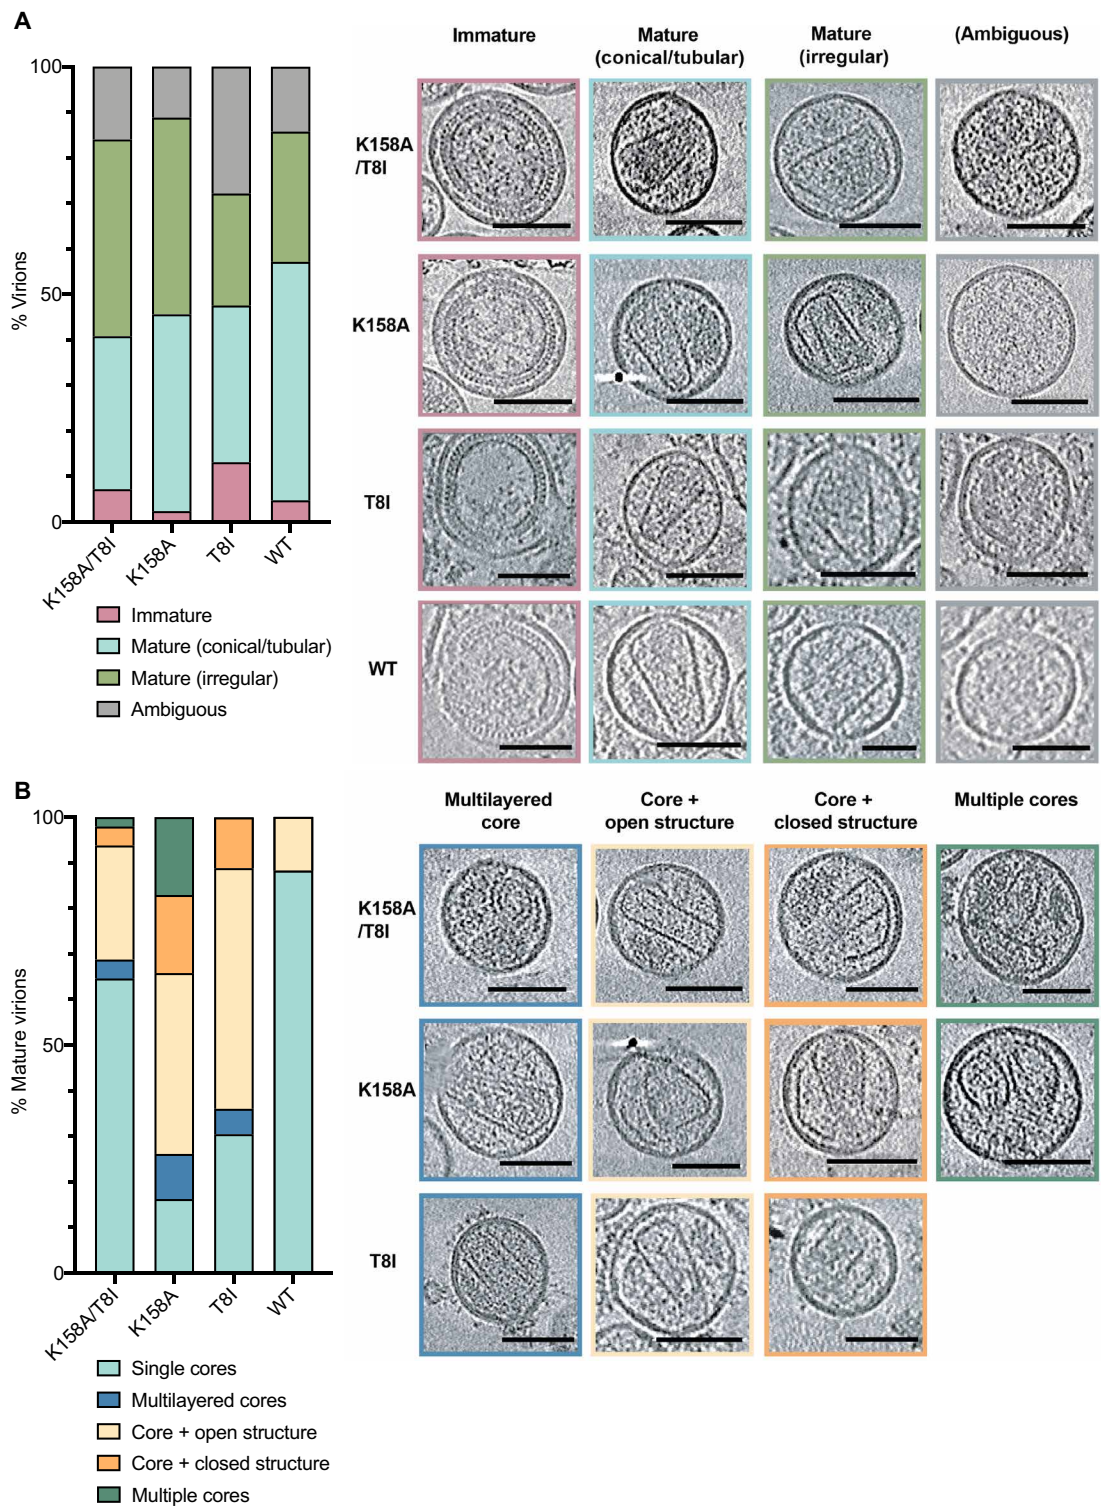 A
Immature
Mature
(conical/tubular)
Mature
(irregular)
(Ambiguous)
100
50
0
% Virions
K158A/T8I
K158A
T8I
WT
Immature
Mature (conical/tubular)
Mature (irregular)
Ambiguous
K158A
/T8I
K158A
T8I
WT
B
Multilayered
core
Core +
open structure
Core +
closed structure
Multiple cores
100
50
0
% Mature virions
K158A/T8I
K158A
T8I
WT
Single cores
Multilayered cores
Core + open structure
Core + closed structure
Multiple cores
K158A
/T8I
K158A
T8I